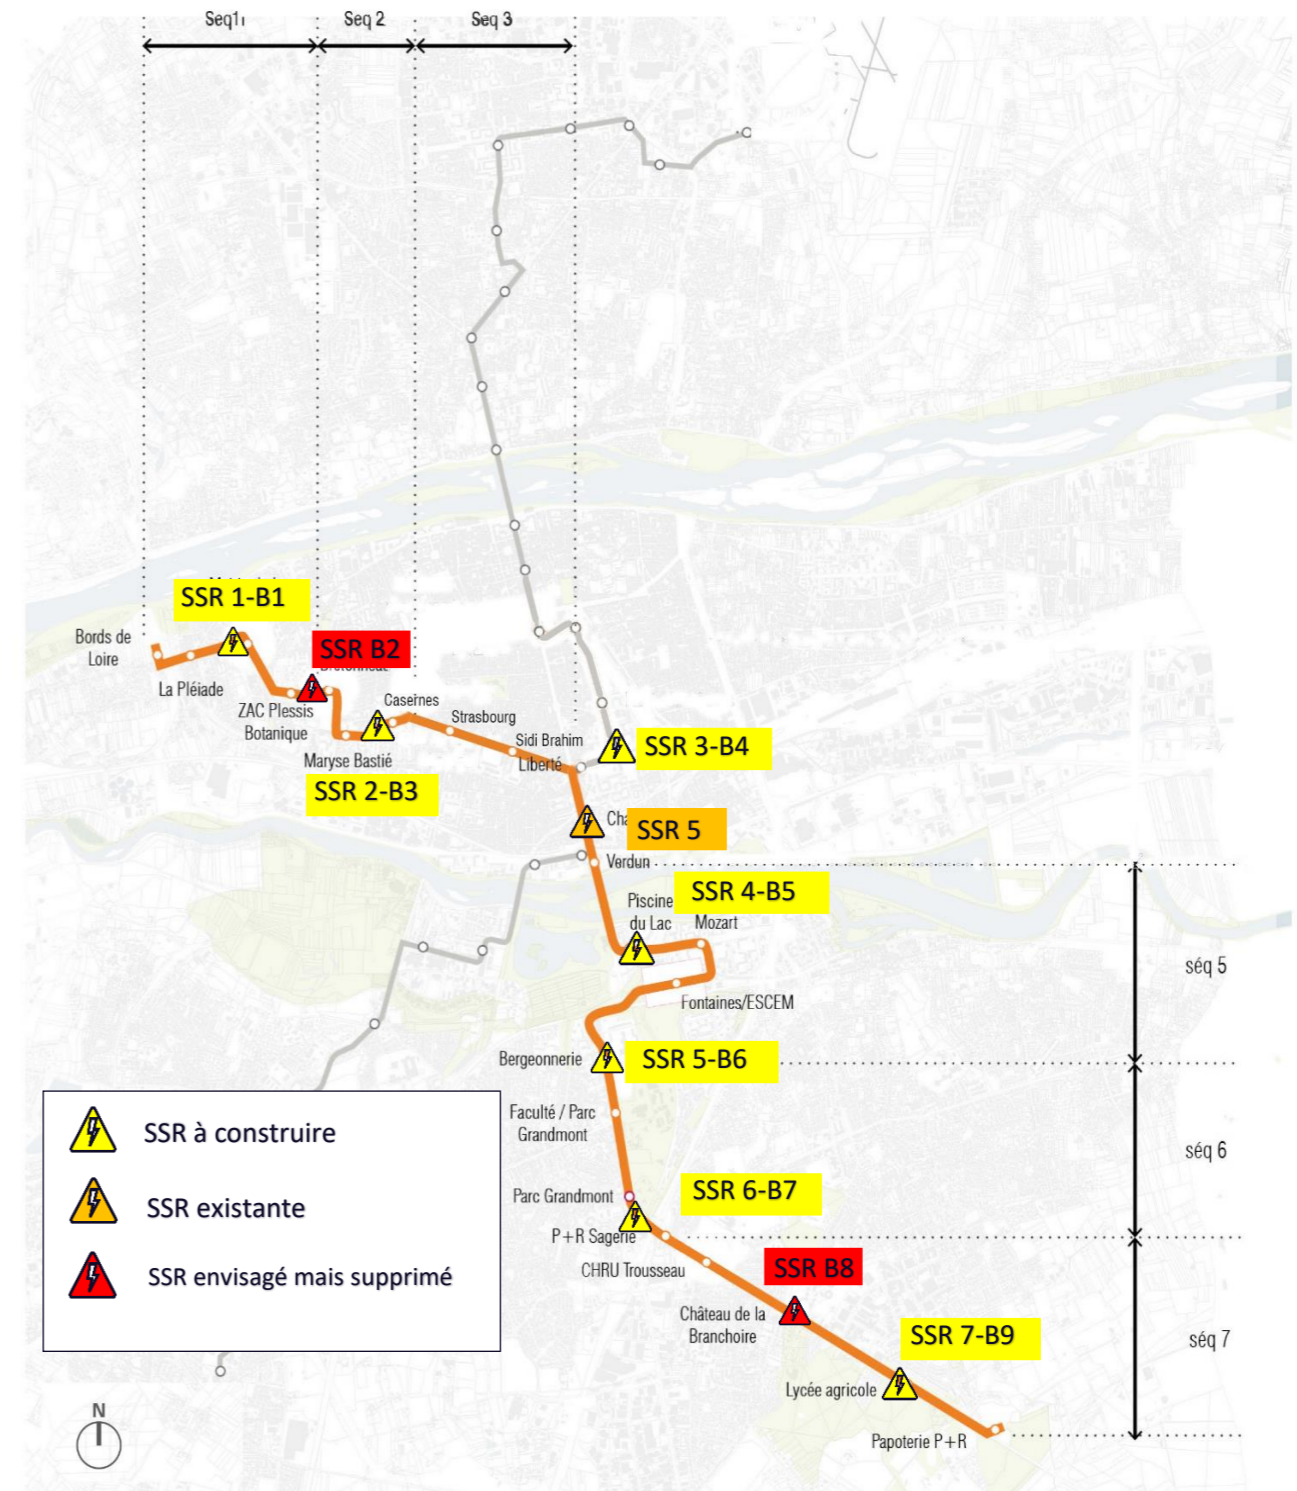 Seq1
Seq 2
Seq 3
SSR 1-B1
Bords de
Loire
La Pléiade
SSR B2
ZAC Plessis
Botanique
Casernes
Strasbourg
Sidi Brahim
Liberté
Maryse Bastié
SSR 2-B3
SSR 3-B4
SSR 5
Verdun
SSR 4-B5
Piscine
du Lac
Mozart
Fontaines/ESCEM
séq 5
Bergeonnerie
SSR 5-B6
Faculté / Parc
Grandmont
séq 6
Parc Grandmont
SSR 6-B7
P+R Sagerie
CHRU Trousseau
SSR B8
Château de la
Branchoire
SSR 7-B9
séq 7
Lycée agricole
Papoterie P+R
SSR à construire
SSR existante
SSR envisagé mais supprimé
N